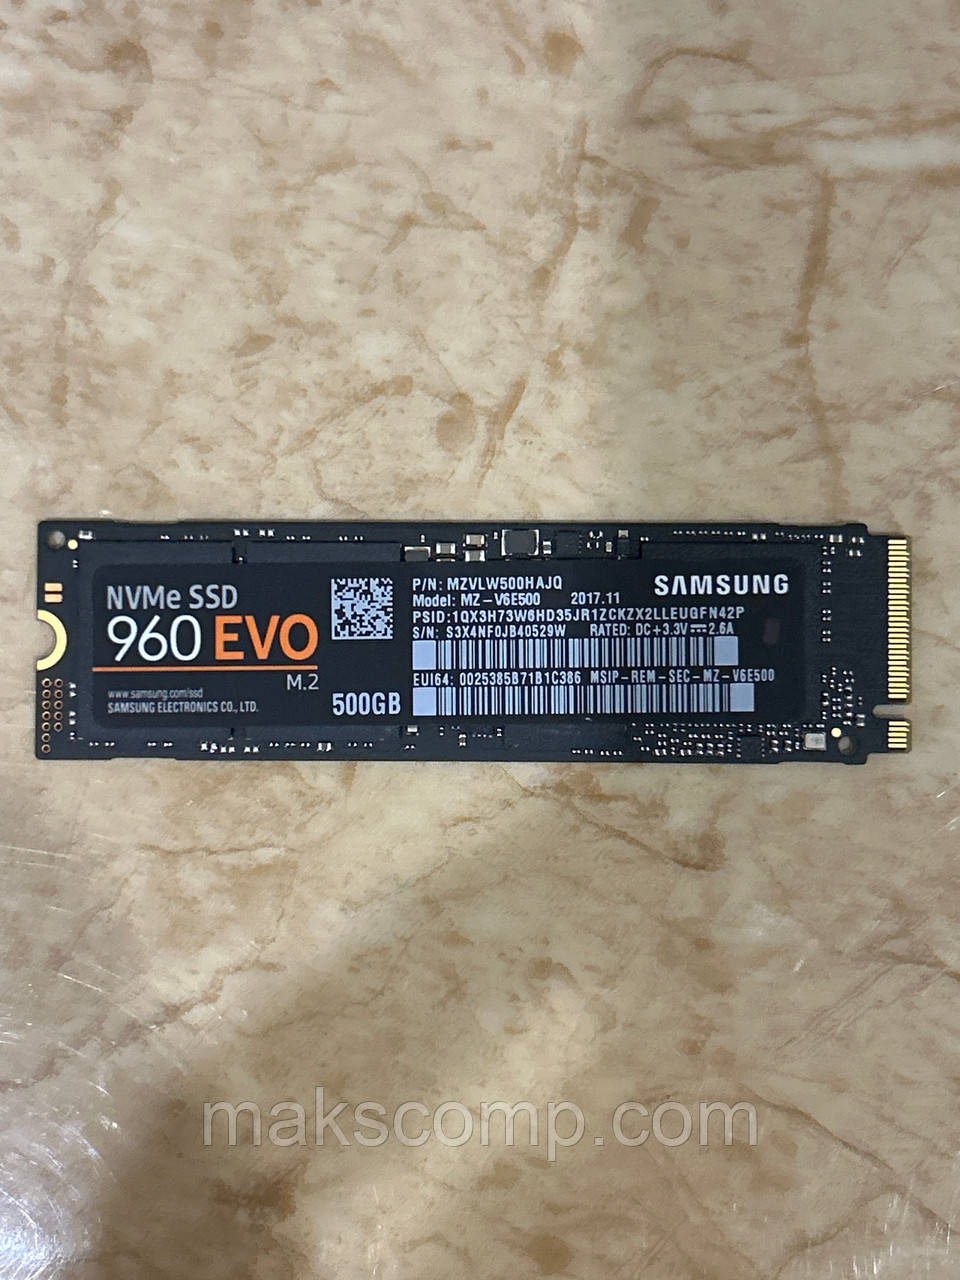 NVMe SSD
960 EVO
M.2
www.samsung.com/ssd
SAMSUNG ELECTRONICS CO., LTD.
500GB
P/N: MZVLW500HAJQ
SAMSUNG
Model: MZ-V6E500 2017.11
PSID:1QX3H73W6HD35JR1ZCKZX2LLEUGFN42P
S/N: S3X4NF0JB40529W RATED: DC+3.3V⎓2.6A
EUI64: 0025385B71B1C386 MSIP-REM-SEC-MZ-V6E500
makscomp.com